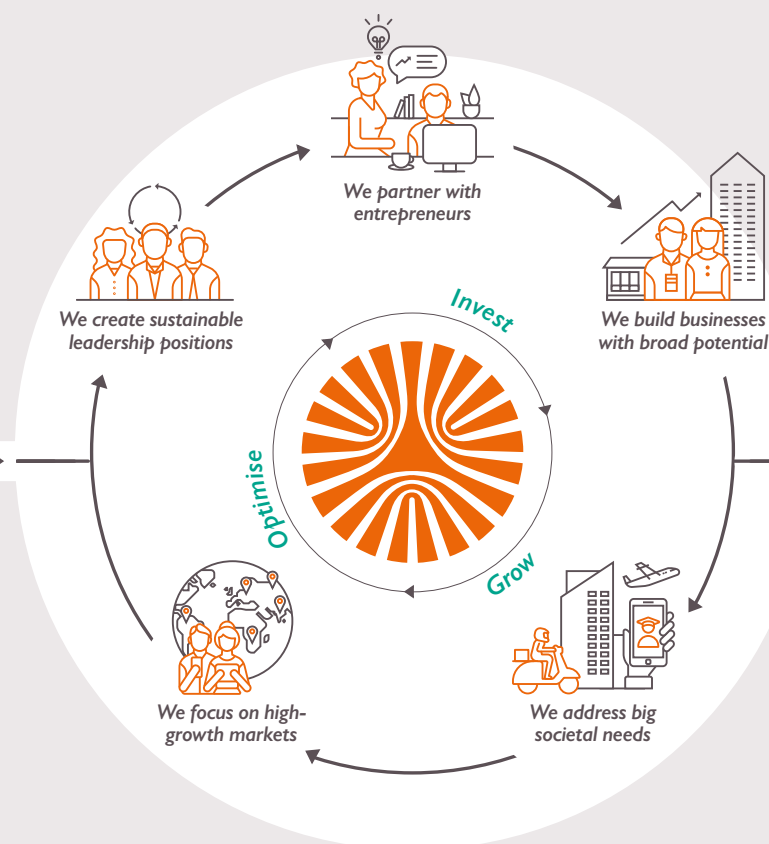 We partner with
entrepreneurs
We build businesses
with broad potential
We address big
societal needs
We focus on high-
growth markets
We create sustainable
leadership positions
Invest
Grow
Optimise